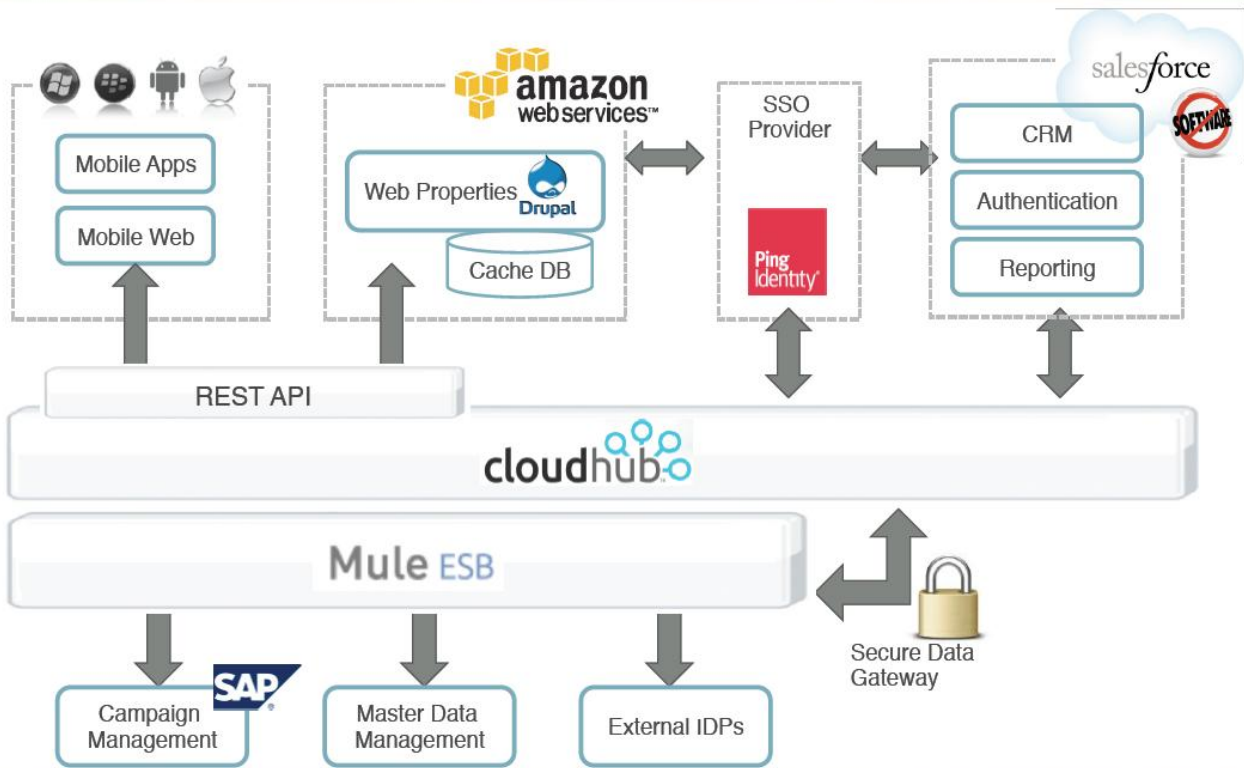 amazon
webservices™
salesforce
SOFTWARE
SSO
Provider
CRM
Mobile Apps
Web Properties
Drupal
Authentication
Mobile Web
Cache DB
Ping
Identity®
Reporting
REST API
cloudhub™
Mule ESB
Secure Data
Gateway
SAP®
Campaign
Management
Master Data
Management
External IDPs